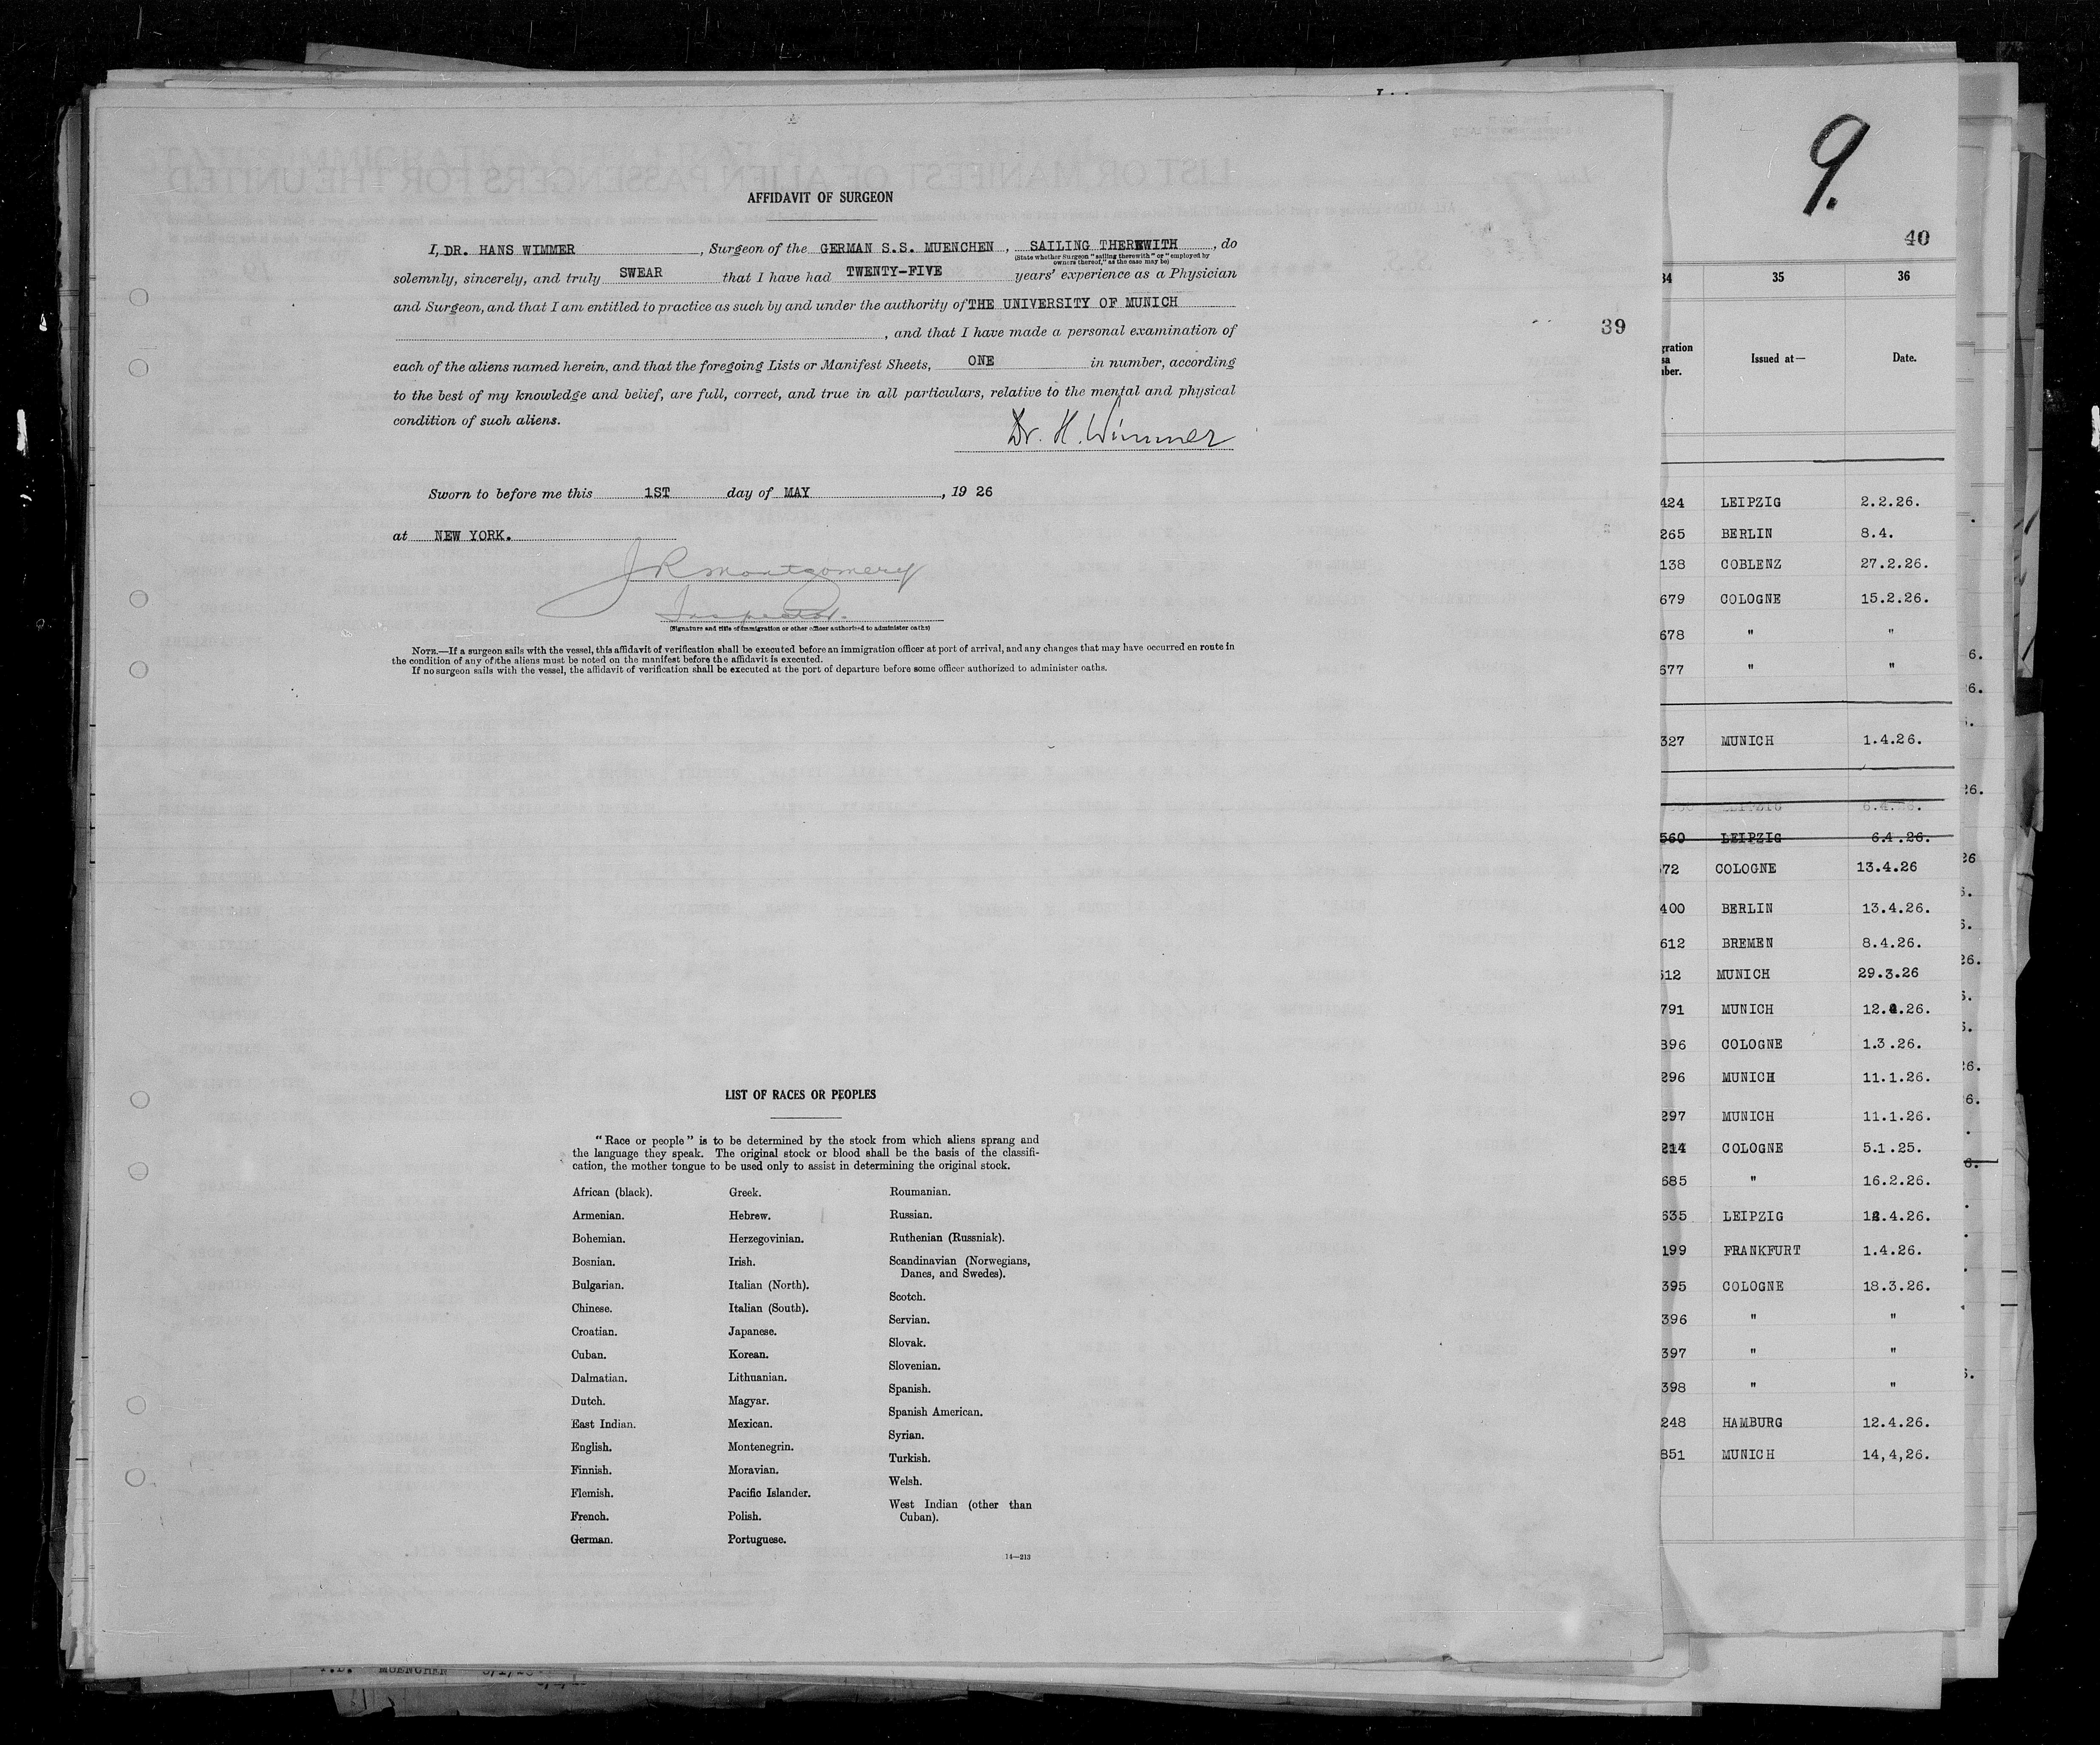 9.
40
39
AFFIDAVIT OF SURGEON
I, DR. HANS WIMMER, Surgeon of the GERMAN S.S. MUENCHEN, SAILING THEREWITH, do
(State whether Surgeon "sailing therewith" or "employed by owners thereof," as the case may be)
solemnly, sincerely, and truly SWEAR that I have had TWENTY-FIVE years' experience as a Physician
and Surgeon, and that I am entitled to practice as such by and under the authority of THE UNIVERSITY OF MUNICH
, and that I have made a personal examination of
each of the aliens named herein, and that the foregoing Lists or Manifest Sheets, ONE in number, according
to the best of my knowledge and belief, are full, correct, and true in all particulars, relative to the mental and physical
condition of such aliens.
Dr. H. Wimmer
Sworn to before me this 1ST day of MAY, 19 26
at NEW YORK.
J R Montgomery
Inspector.
(Signature and title of immigration or other officer authorized to administer oaths)
NOTE.—If a surgeon sails with the vessel, this affidavit of verification shall be executed before an immigration officer at port of arrival, and any changes that may have occurred en route in
the condition of any of the aliens must be noted on the manifest before the affidavit is executed.
If no surgeon sails with the vessel, the affidavit of verification shall be executed at the port of departure before some officer authorized to administer oaths.
LIST OF RACES OR PEOPLES
"Race or people" is to be determined by the stock from which aliens sprang and
the language they speak. The original stock or blood shall be the basis of the classifi-
cation, the mother tongue to be used only to assist in determining the original stock.
African (black).
Armenian.
Bohemian.
Bosnian.
Bulgarian.
Chinese.
Croatian.
Cuban.
Dalmatian.
Dutch.
East Indian.
English.
Finnish.
Flemish.
French.
German.
Greek.
Hebrew.
Herzegovinian.
Irish.
Italian (North).
Italian (South).
Japanese.
Korean.
Lithuanian.
Magyar.
Mexican.
Montenegrin.
Moravian.
Pacific Islander.
Polish.
Portuguese.
Roumanian.
Russian.
Ruthenian (Russniak).
Scandinavian (Norwegians,
Danes, and Swedes).
Scotch.
Servian.
Slovak.
Slovenian.
Spanish.
Spanish American.
Syrian.
Turkish.
Welsh.
West Indian (other than
Cuban).
14—213
34 35 36
Issued at— Date.
424 LEIPZIG 2.2.26.
265 BERLIN 8.4.
138 COBLENZ 27.2.26.
679 COLOGNE 15.2.26.
678 " "
677 " "
327 MUNICH 1.4.26.
LEIPZIG 6.4.26.
560 LEIPZIG 6.4.26.
72 COLOGNE 13.4.26
400 BERLIN 13.4.26.
612 BREMEN 8.4.26.
512 MUNICH 29.3.26
791 MUNICH
396 COLOGNE 1.3.26.
296 MUNICH 11.1.26.
297 MUNICH 11.1.26.
214 COLOGNE 5.1.25.
685 " 16.2.26.
635 LEIPZIG
199 FRANKFURT 1.4.26.
395 COLOGNE 18.3.26.
396 " "
397 " "
398 " "
248 HAMBURG 12.4.26.
851 MUNICH 14,4,26.
MUENCHEN